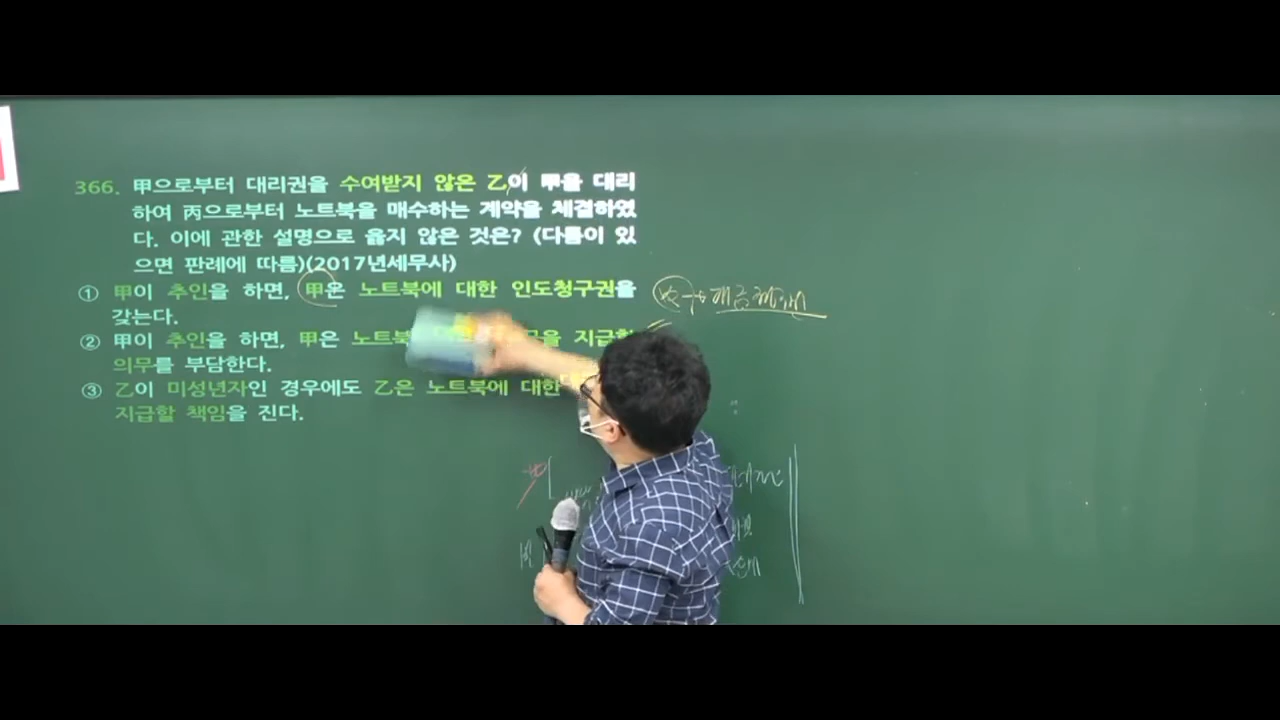 366. 甲으로부터 대리권을 수여받지 않은 乙이 甲을 대리
하여 丙으로부터 노트북을 매수하는 계약을 체결하였
다. 이에 관한 설명으로 옳지 않은 것은? (다툼이 있
으면 판례에 따름)(2017년세무사)
① 甲이 추인을 하면, 甲은 노트북에 대한 인도청구권을
갖는다.
② 甲이 추인을 하면, 甲은 노트북 지급할
의무를 부담한다.
③ 乙이 미성년자인 경우에도 乙은 노트북에 대한
지급할 책임을 진다.